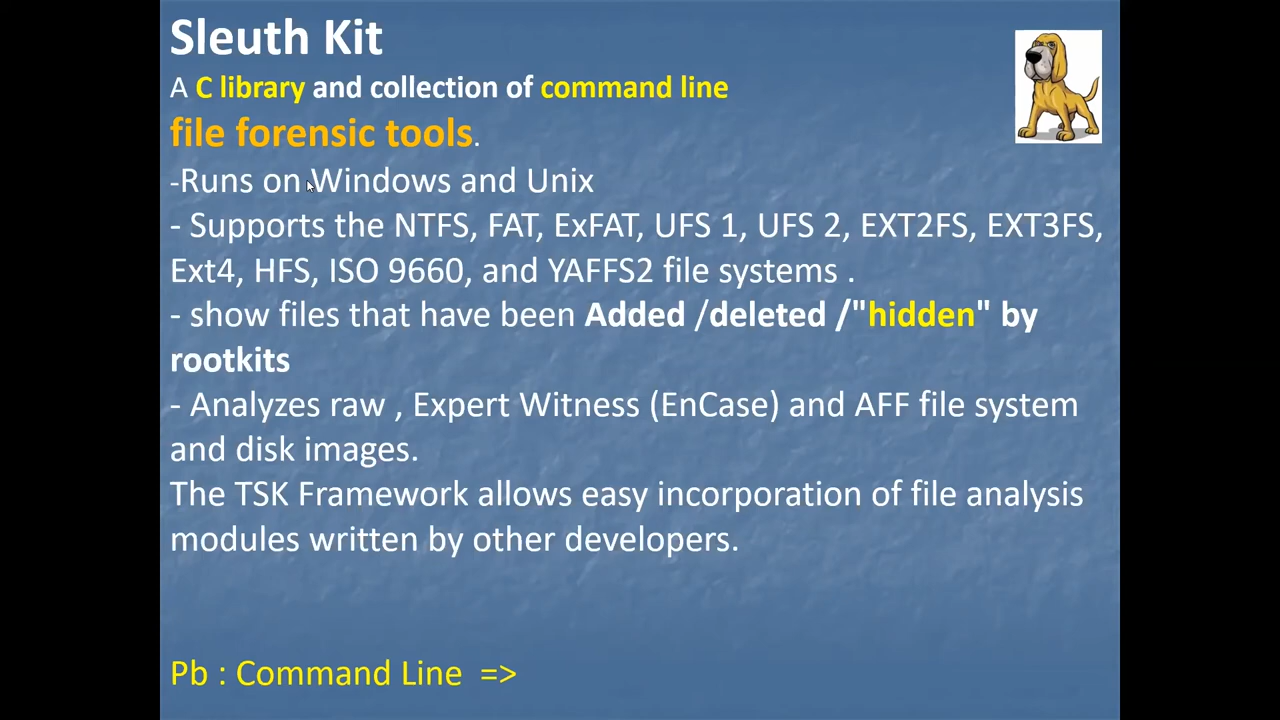 Sleuth Kit
A C library and collection of command line
file forensic tools.
-Runs on Windows and Unix
- Supports the NTFS, FAT, ExFAT, UFS 1, UFS 2, EXT2FS, EXT3FS,
Ext4, HFS, ISO 9660, and YAFFS2 file systems .
- show files that have been Added /deleted /"hidden" by
rootkits
- Analyzes raw , Expert Witness (EnCase) and AFF file system
and disk images.
The TSK Framework allows easy incorporation of file analysis
modules written by other developers.
Pb : Command Line =>